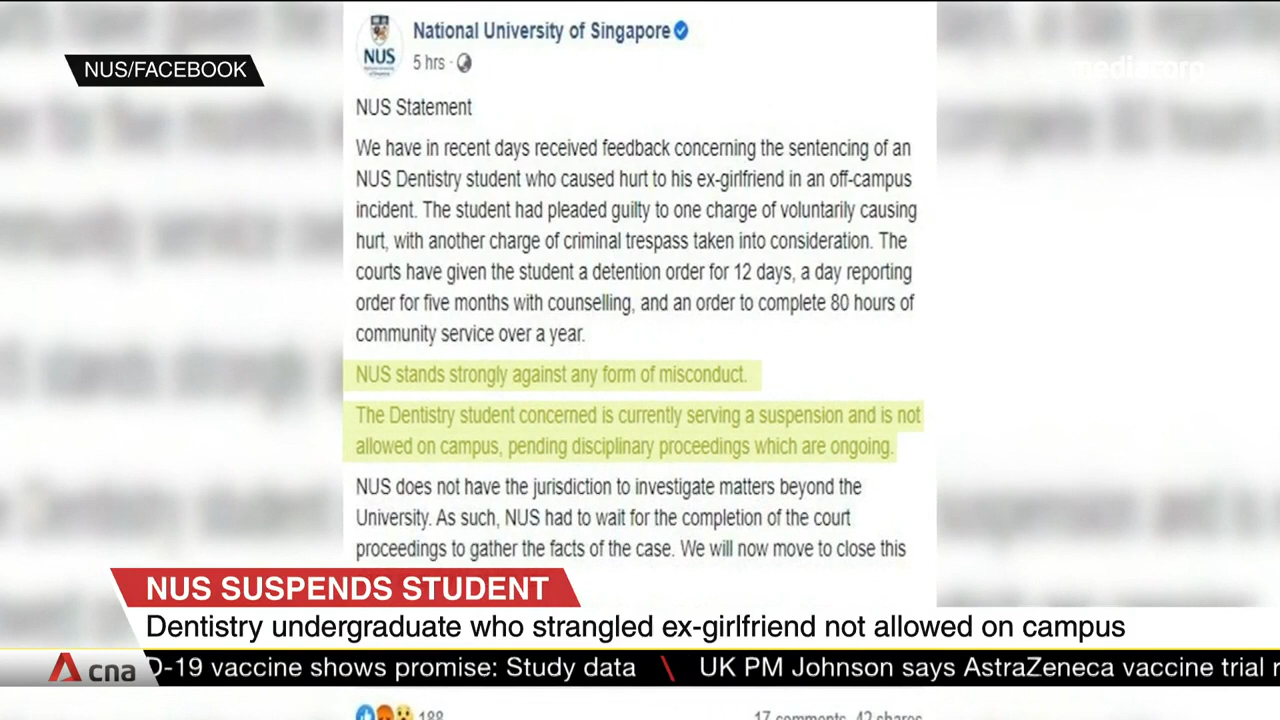 National University of Singapore
5 hrs ·
NUS/FACEBOOK
mediacorp
NUS
NUS Statement
We have in recent days received feedback concerning the sentencing of an
NUS Dentistry student who caused hurt to his ex-girlfriend in an off-campus
incident. The student had pleaded guilty to one charge of voluntarily causing
hurt, with another charge of criminal trespass taken into consideration. The
courts have given the student a detention order for 12 days, a day reporting
order for five months with counselling, and an order to complete 80 hours of
community service over a year.
NUS stands strongly against any form of misconduct.
The Dentistry student concerned is currently serving a suspension and is not
allowed on campus, pending disciplinary proceedings which are ongoing.
NUS does not have the jurisdiction to investigate matters beyond the
University. As such, NUS had to wait for the completion of the court
proceedings to gather the facts of the case. We will now move to close this
NUS SUSPENDS STUDENT
Dentistry undergraduate who strangled ex-girlfriend not allowed on campus
cna
D-19 vaccine shows promise: Study data \ UK PM Johnson says AstraZeneca vaccine trial r
188
17 comments 42 shares